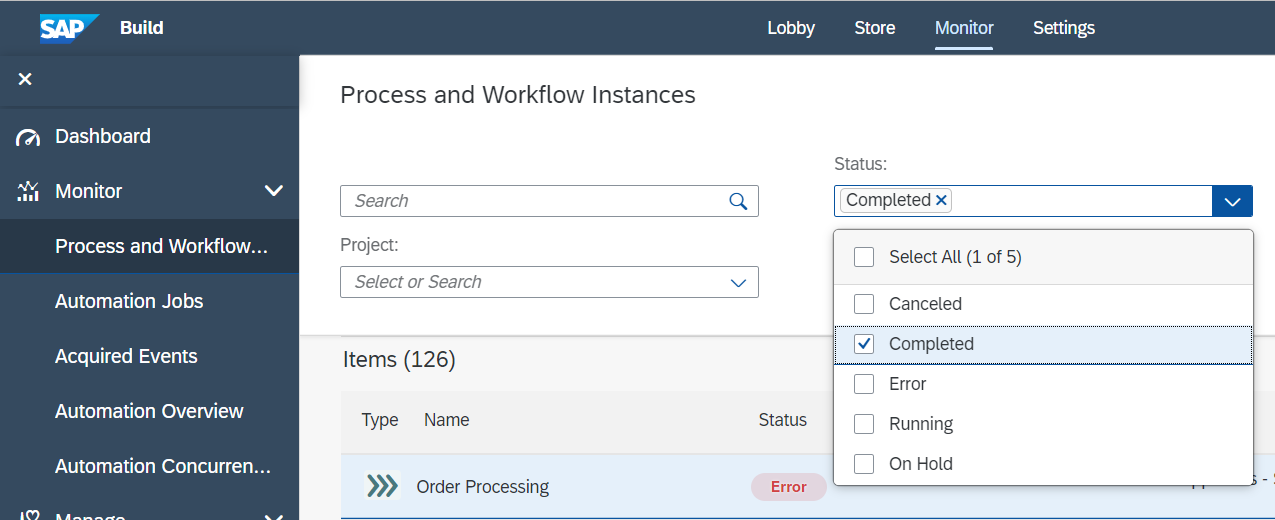 SAP Build Lobby Store Monitor Settings
Dashboard
Monitor
Process and Workflow...
Automation Jobs
Acquired Events
Automation Overview
Automation Concurren...
Process and Workflow Instances
Search
Status:
Completed
Project:
Select or Search
Select All (1 of 5)
Canceled
Completed
Error
Running
On Hold
Items (126)
Type Name Status
Order Processing Error